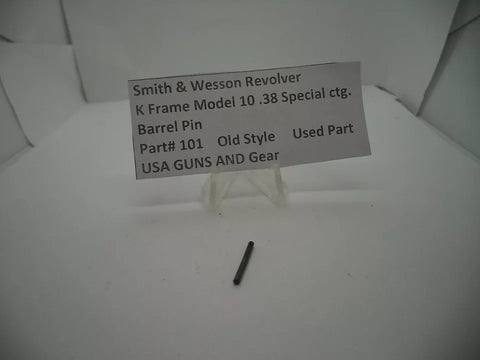 Smith & Wesson Revolver
K Frame Model 10 .38 Special ctg.
Barrel Pin
Part# 101 Old Style Used Part
USA GUNS AND Gear